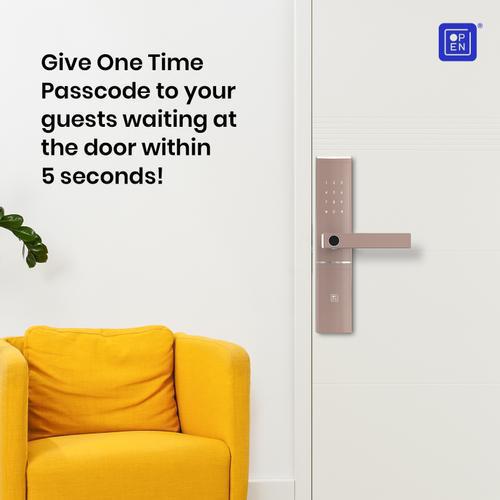 Give One Time
Passcode to your
guests waiting at
the door within
5 seconds!
OP
EN
®